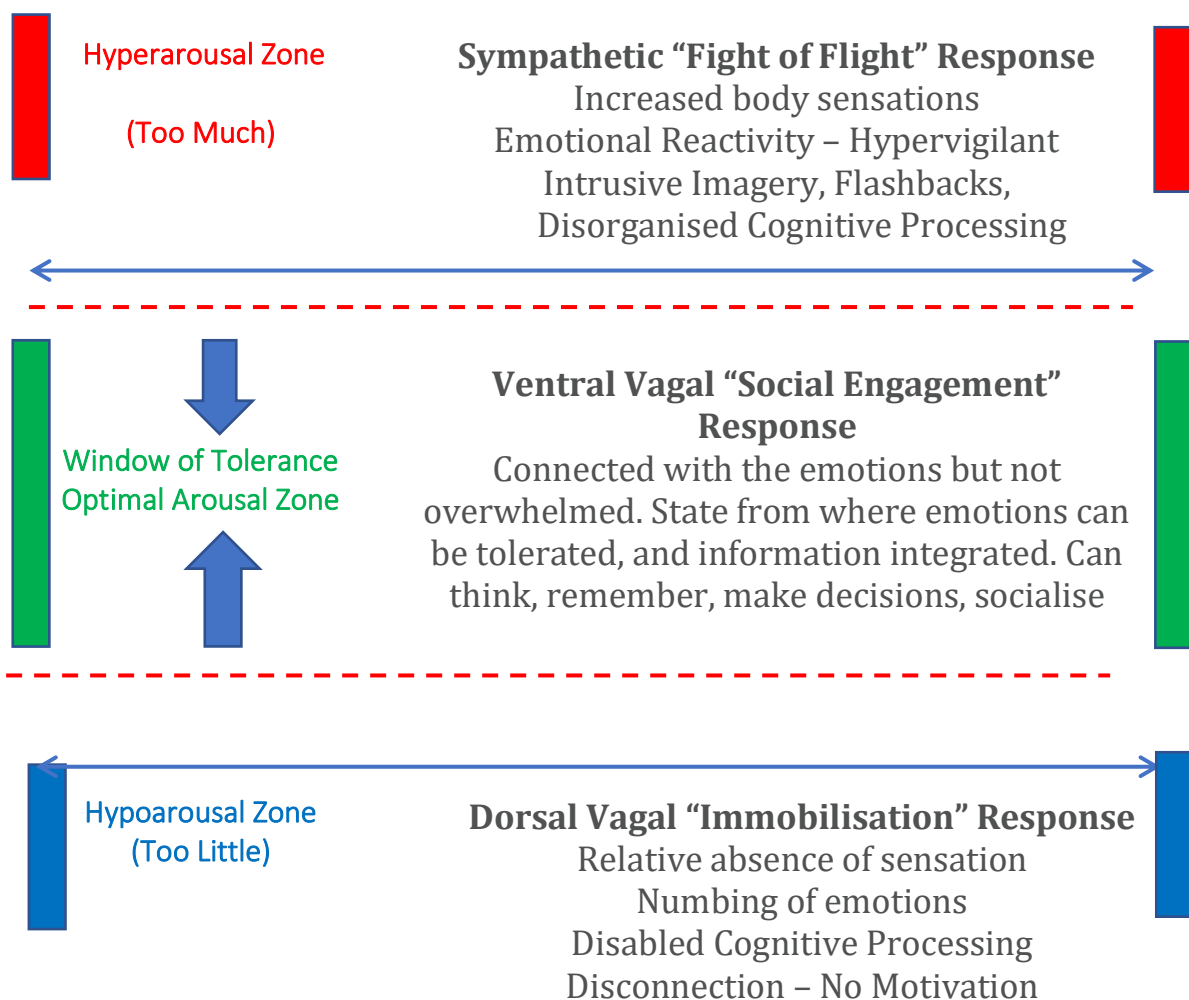 Hyperarousal Zone
(Too Much)
Sympathetic “Fight of Flight” Response
Increased body sensations
Emotional Reactivity – Hypervigilant
Intrusive Imagery, Flashbacks,
Disorganised Cognitive Processing
Window of Tolerance
Optimal Arousal Zone
Ventral Vagal “Social Engagement”
Response
Connected with the emotions but not
overwhelmed. State from where emotions can
be tolerated, and information integrated. Can
think, remember, make decisions, socialise
Hypoarousal Zone
(Too Little)
Dorsal Vagal “Immobilisation” Response
Relative absence of sensation
Numbing of emotions
Disabled Cognitive Processing
Disconnection – No Motivation